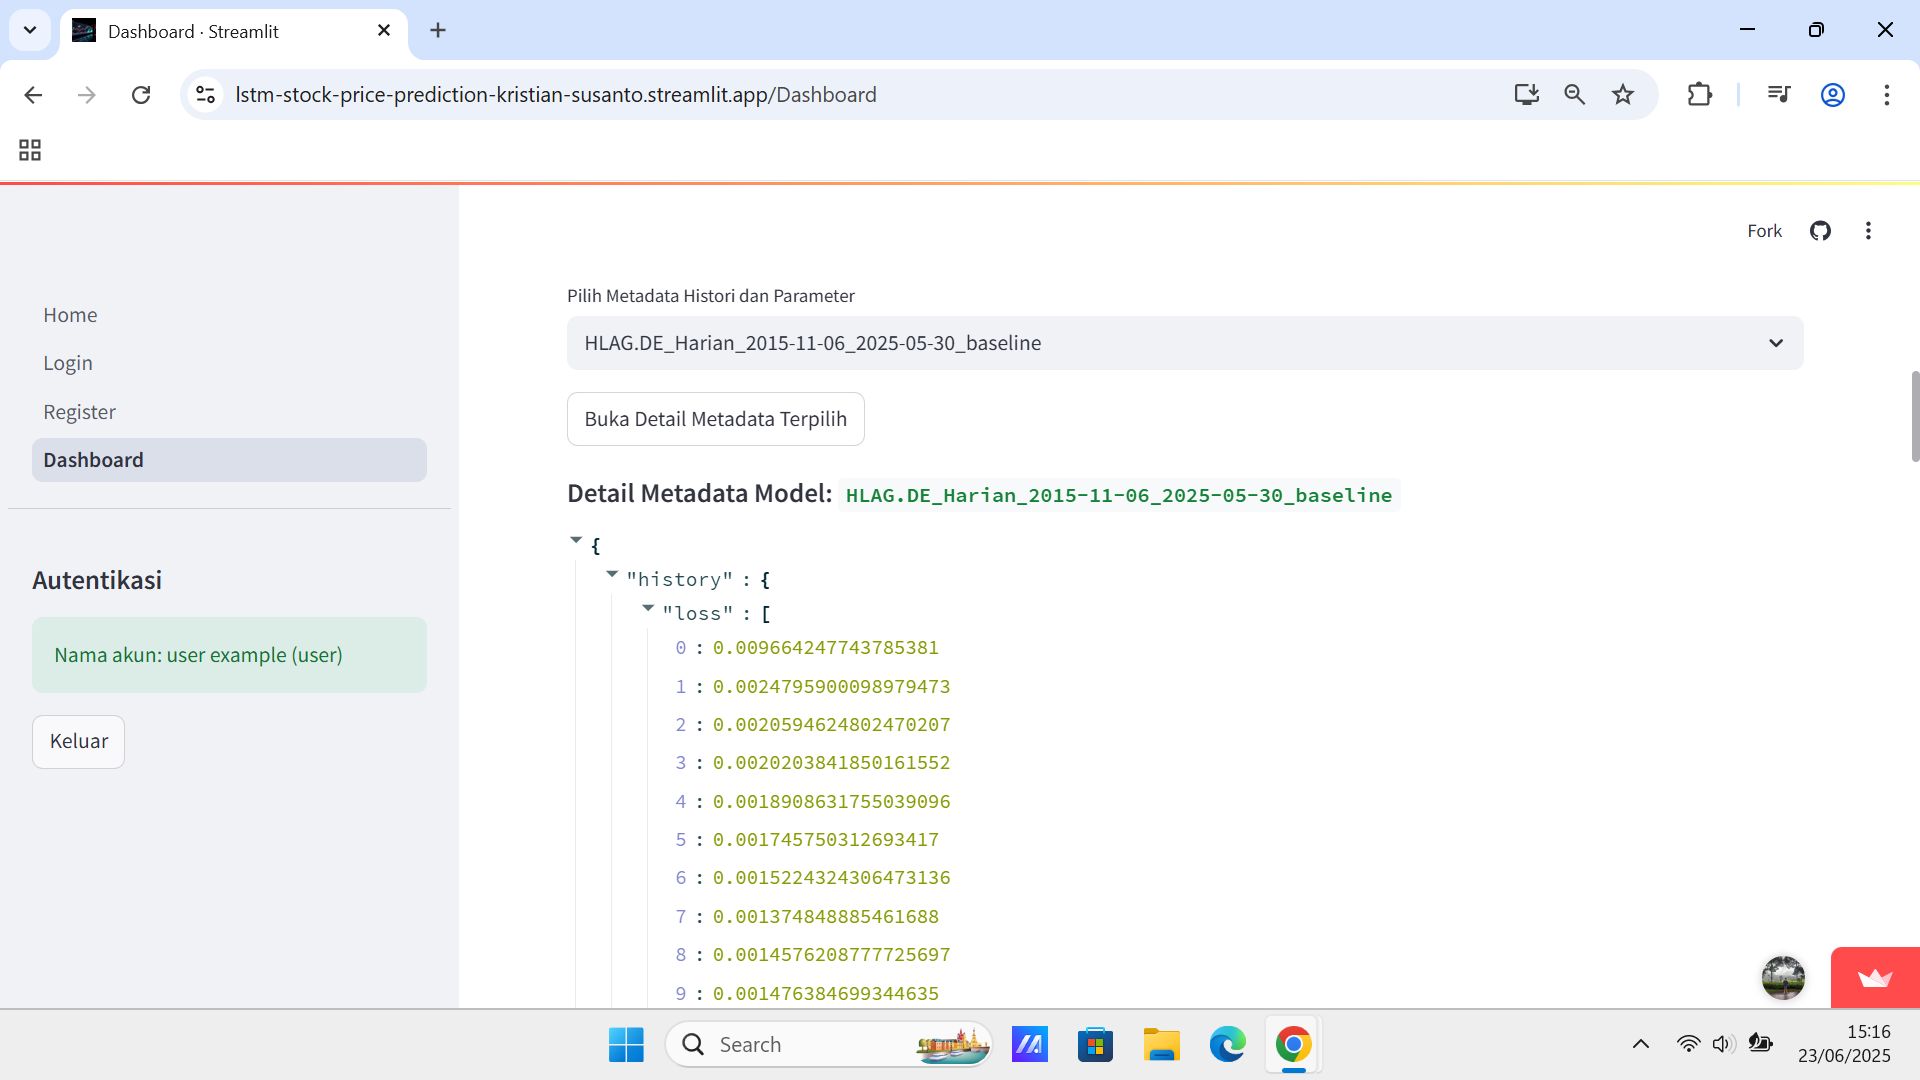 Dashboard · Streamlit
lstm-stock-price-prediction-kristian-susanto.streamlit.app/Dashboard
Fork
Home
Login
Register
Dashboard
Autentikasi
Nama akun: user example (user)
Keluar
Pilih Metadata Histori dan Parameter
HLAG.DE_Harian_2015-11-06_2025-05-30_baseline
Buka Detail Metadata Terpilih
Detail Metadata Model: HLAG.DE_Harian_2015-11-06_2025-05-30_baseline
{
"history" : {
"loss" : [
0 : 0.009664247743785381
1 : 0.0024795900098979473
2 : 0.0020594624802470207
3 : 0.0020203841850161552
4 : 0.0018908631755039096
5 : 0.001745750312693417
6 : 0.0015224324306473136
7 : 0.001374848885461688
8 : 0.0014576208777725697
9 : 0.001476384699344635
Search
15:16
23/06/2025